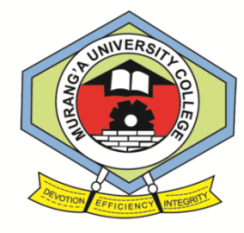 MURANG'A UNIVERSITY COLLEGE
DEVOTION EFFICIENCY INTEGRITY